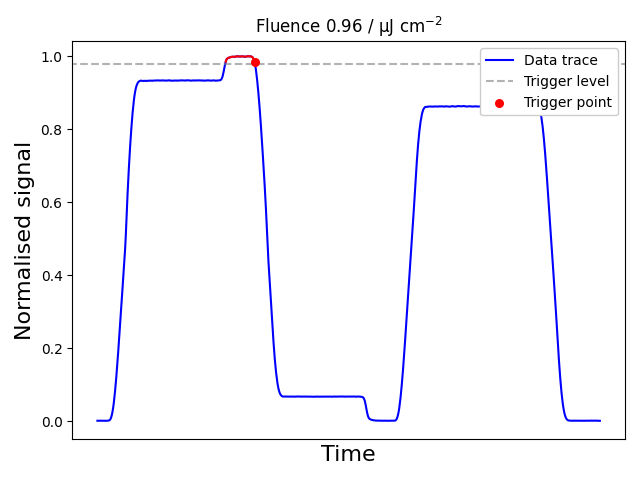 Fluence 0.96 / μJ cm⁻²
Data trace
Trigger level
Trigger point
Normalised signal
1.0
0.8
0.6
0.4
0.2
0.0
Time